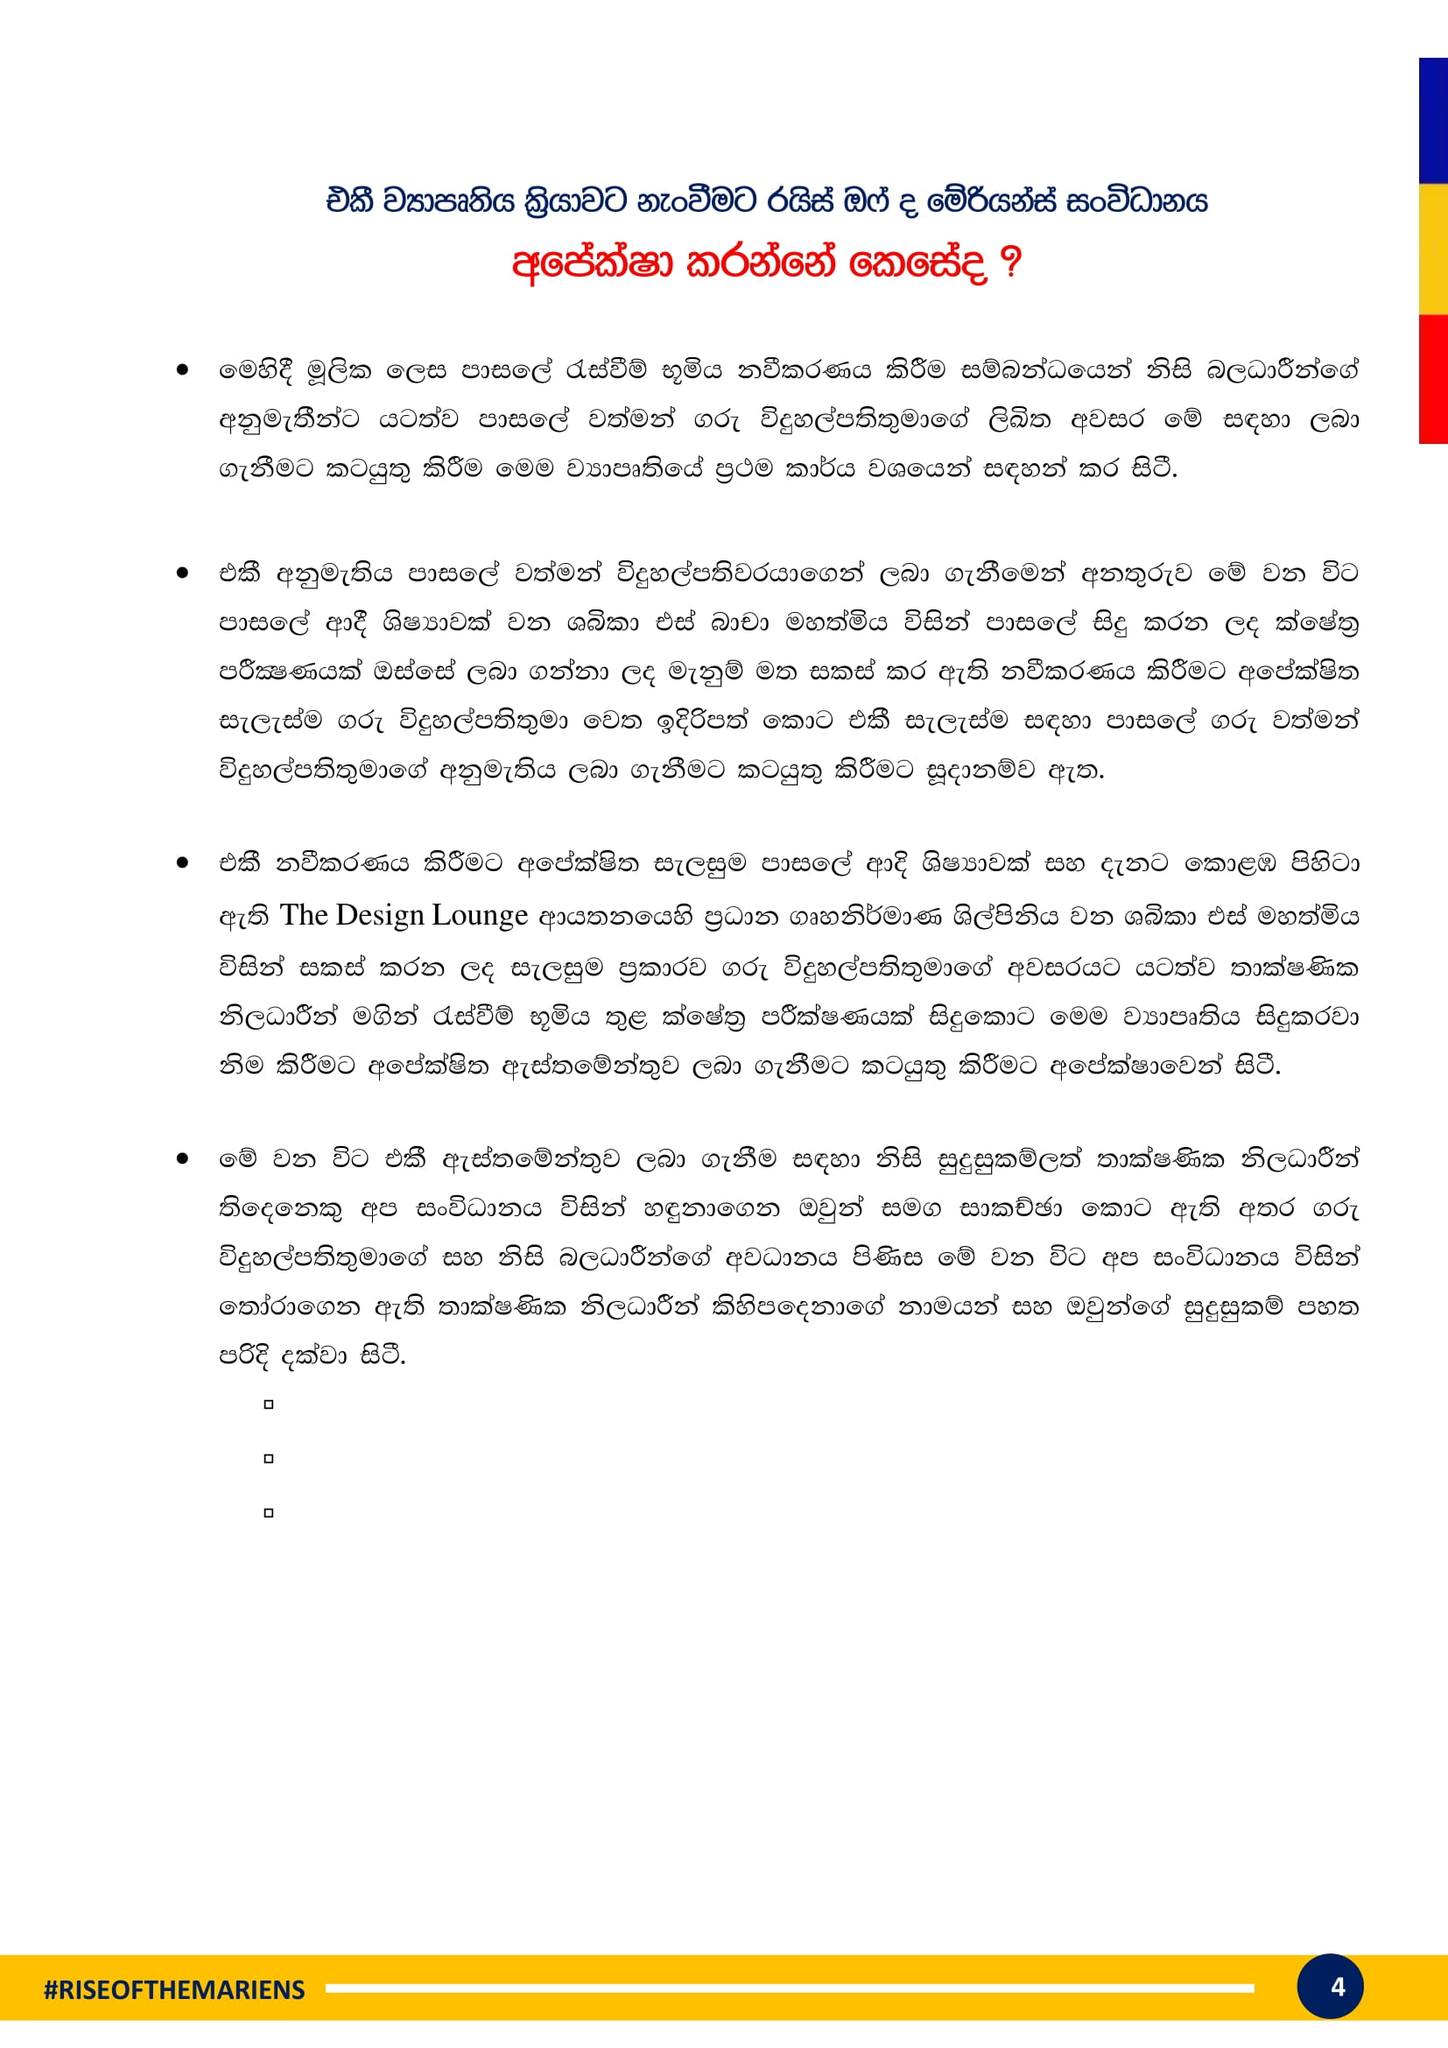 එකී ව්‍යාපෘතිය ක්‍රියාවට නැංවීමට රයිස් ඔෆ් ද මේරියන්ස් සංවිධානය
අපේක්ෂා කරන්නේ කෙසේද ?
• මෙහිදී මූලික ලෙස පාසලේ රැස්වීම් භූමිය නවීකරණය කිරීම සම්බන්ධයෙන් නිසි බලධාරීන්ගේ
අනුමැතීන්ට යටත්ව පාසලේ වත්මන් ගරු විදුහල්පතිතුමාගේ ලිඛිත අවසර මේ සඳහා ලබා
ගැනීමට කටයුතු කිරීම මෙම ව්‍යාපෘතියේ ප්‍රථම කාර්ය වශයෙන් සඳහන් කර සිටී.
• එකී අනුමැතිය පාසලේ වත්මන් විදුහල්පතිවරයාගෙන් ලබා ගැනීමෙන් අනතුරුව මේ වන විට
පාසලේ ආදී ශිෂ්‍යාවක් වන ශබිකා එස් බාචා මහත්මිය විසින් පාසලේ සිදු කරන ලද ක්ෂේත්‍ර
පරීක්‍ෂණයක් ඔස්සේ ලබා ගන්නා ලද මැනුම් මත සකස් කර ඇති නවීකරණය කිරීමට අපේක්ෂිත
සැලැස්ම ගරු විදුහල්පතිතුමා වෙත ඉදිරිපත් කොට එකී සැලැස්ම සඳහා පාසලේ ගරු වත්මන්
විදුහල්පතිතුමාගේ අනුමැතිය ලබා ගැනීමට කටයුතු කිරීමට සූදානම්ව ඇත.
• එකී නවීකරණය කිරීමට අපේක්ෂිත සැලසුම පාසලේ ආදි ශිෂ්‍යාවක් සහ දැනට කොළඹ පිහිටා
ඇති The Design Lounge ආයතනයෙහි ප්‍රධාන ගෘහනිර්මාණ ශිල්පිනිය වන ශබිකා එස් මහත්මිය
විසින් සකස් කරන ලද සැලසුම ප්‍රකාරව ගරු විදුහල්පතිතුමාගේ අවසරයට යටත්ව තාක්ෂණික
නිලධාරීන් මගින් රැස්වීම් භූමිය තුළ ක්ෂේත්‍ර පරීක්ෂණයක් සිදුකොට මෙම ව්‍යාපෘතිය සිදුකරවා
නිම කිරීමට අපේක්ෂිත ඇස්තමේන්තුව ලබා ගැනීමට කටයුතු කිරීමට අපේක්ෂාවෙන් සිටී.
• මේ වන විට එකී ඇස්තමේන්තුව ලබා ගැනීම සඳහා නිසි සුදුසුකම්ලත් තාක්ෂණික නිලධාරීන්
තිදෙනෙකු අප සංවිධානය විසින් හඳුනාගෙන ඔවුන් සමග සාකච්ඡා කොට ඇති අතර ගරු
විදුහල්පතිතුමාගේ සහ නිසි බලධාරීන්ගේ අවධානය පිණිස මේ වන විට අප සංවිධානය විසින්
තෝරාගෙන ඇති තාක්ෂණික නිලධාරීන් කිහිපදෙනාගේ නාමයන් සහ ඔවුන්ගේ සුදුසුකම් පහත
පරිදි දක්වා සිටී.
#RISEOFTHEMARIENS
4